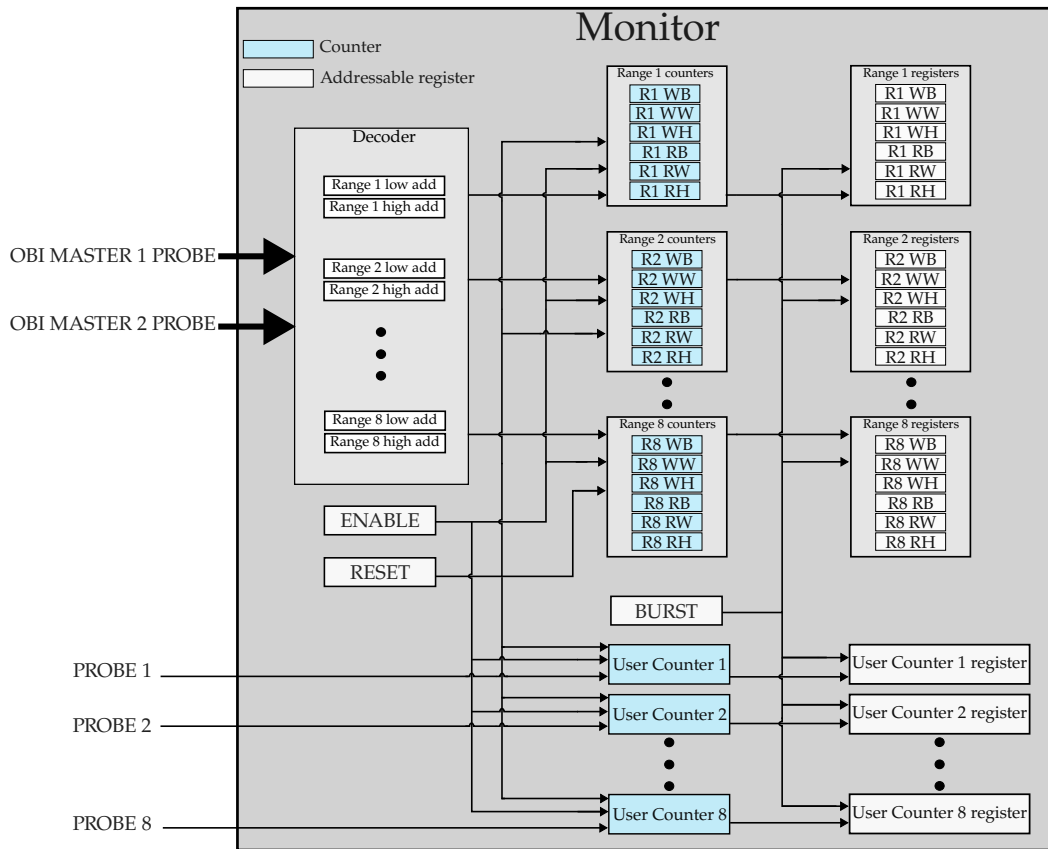 Monitor
Counter
Addressable register
Decoder
Range 1 low add
Range 1 high add
Range 2 low add
Range 2 high add
Range 8 low add
Range 8 high add
OBI MASTER 1 PROBE
OBI MASTER 2 PROBE
Range 1 counters
R1 WB
R1 WW
R1 WH
R1 RB
R1 RW
R1 RH
Range 1 registers
R1 WB
R1 WW
R1 WH
R1 RB
R1 RW
R1 RH
Range 2 counters
R2 WB
R2 WW
R2 WH
R2 RB
R2 RW
R2 RH
Range 2 registers
R2 WB
R2 WW
R2 WH
R2 RB
R2 RW
R2 RH
Range 8 counters
R8 WB
R8 WW
R8 WH
R8 RB
R8 RW
R8 RH
Range 8 registers
R8 WB
R8 WW
R8 WH
R8 RB
R8 RW
R8 RH
ENABLE
RESET
BURST
PROBE 1
User Counter 1
User Counter 1 register
PROBE 2
User Counter 2
User Counter 2 register
PROBE 8
User Counter 8
User Counter 8 register